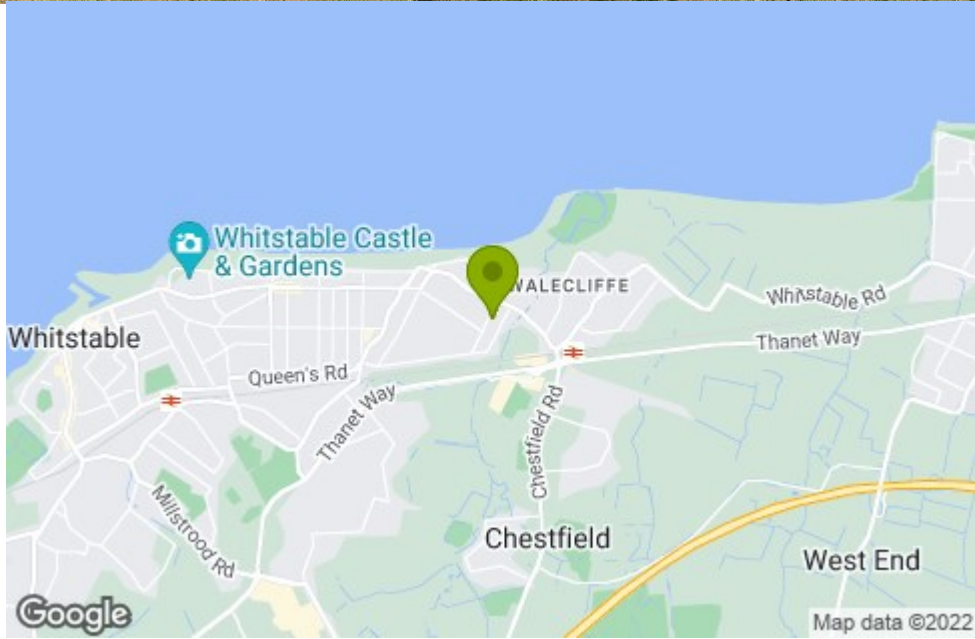 Whitstable Castle
& Gardens
WALECLIFFE
Whitstable Rd
Whitstable
Thanet Way
Queen's Rd
Thanet Way
Chestfield Rd
Millstrood Rd
Chestfield
West End
Google
Map data ©2022